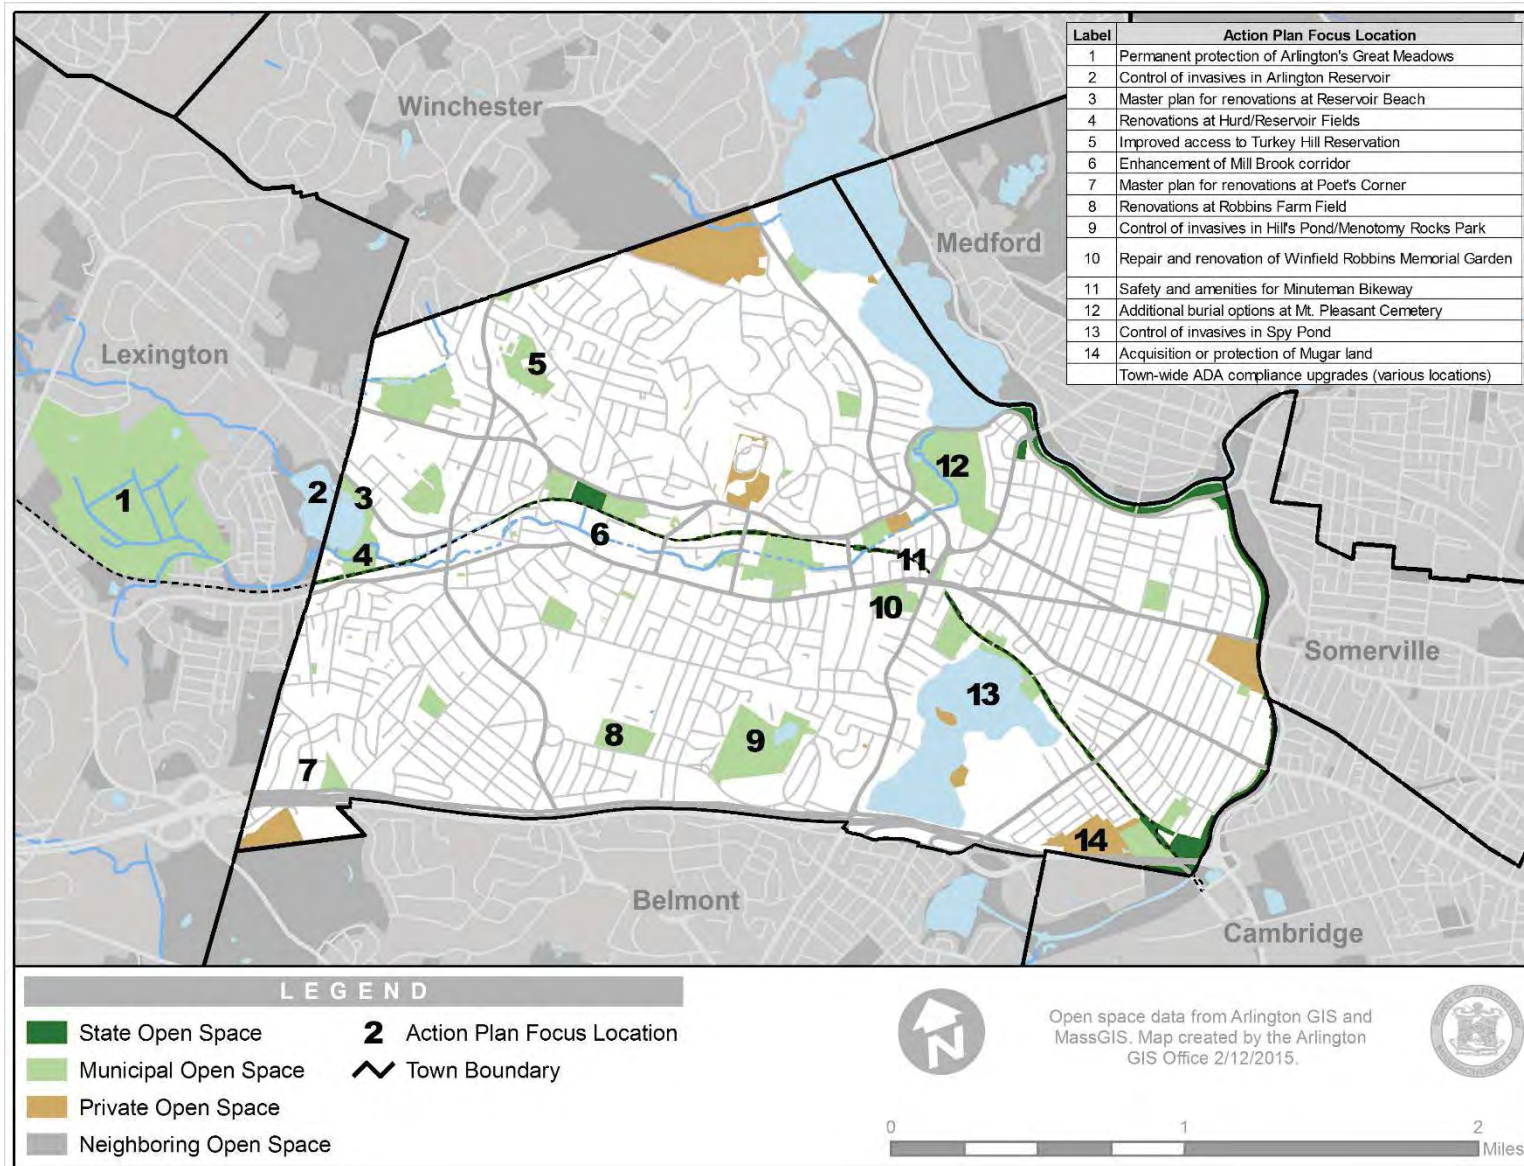 Label Action Plan Focus Location
1 Permanent protection of Arlington's Great Meadows
2 Control of invasives in Arlington Reservoir
3 Master plan for renovations at Reservoir Beach
4 Renovations at Hurd/Reservoir Fields
5 Improved access to Turkey Hill Reservation
6 Enhancement of Mill Brook corridor
7 Master plan for renovations at Poet's Corner
8 Renovations at Robbins Farm Field
9 Control of invasives in Hill's Pond/Menotomy Rocks Park
10 Repair and renovation of Winfield Robbins Memorial Garden
11 Safety and amenities for Minuteman Bikeway
12 Additional burial options at Mt. Pleasant Cemetery
13 Control of invasives in Spy Pond
14 Acquisition or protection of Mugar land
Town-wide ADA compliance upgrades (various locations)
Winchester
Medford
Lexington
5
12
1
2
3
6
4
11
10
Somerville
13
8
9
7
14
Belmont
Cambridge
LEGEND
State Open Space
2 Action Plan Focus Location
Municipal Open Space
Town Boundary
Private Open Space
Neighboring Open Space
N
Open space data from Arlington GIS and
MassGIS. Map created by the Arlington
GIS Office 2/12/2015.
TOWN OF ARLINGTON
MASSACHUSETTS
0 1 2
Miles